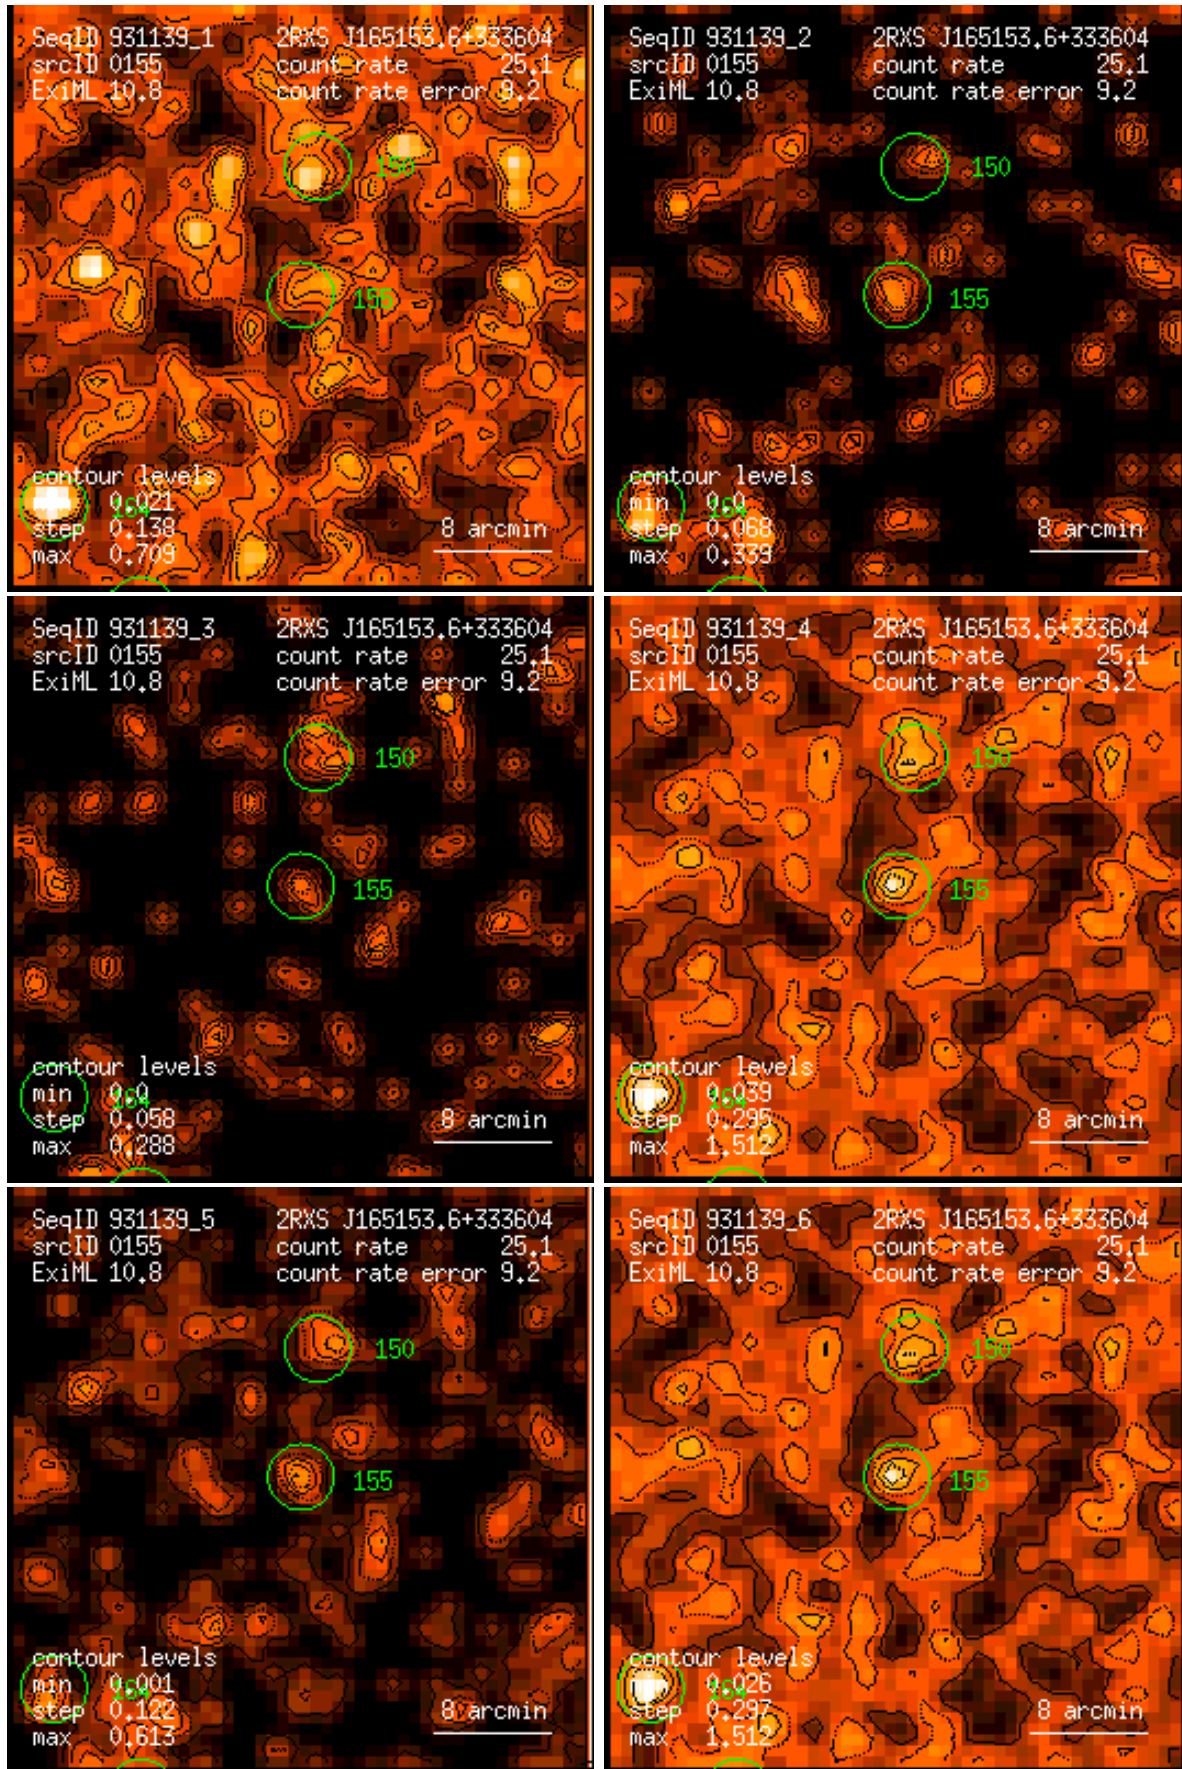 SeqID 931139_1 2RXS J165153.6+333604
srcID 0155 count rate 25.1
ExiML 10.8 count rate error 9.2
150
155
contour levels
min 0.021
164
step 0.138
max 0.709
8 arcmin
SeqID 931139_2 2RXS J165153.6+333604
srcID 0155 count rate 25.1
ExiML 10.8 count rate error 9.2
150
155
contour levels
min 0.0
164
step 0.068
max 0.339
8 arcmin
SeqID 931139_3 2RXS J165153.6+333604
srcID 0155 count rate 25.1
ExiML 10.8 count rate error 9.2
150
155
contour levels
min 0.0
164
step 0.058
max 0.288
8 arcmin
SeqID 931139_4 2RXS J165153.6+333604
srcID 0155 count rate 25.1
ExiML 10.8 count rate error 9.2
150
155
contour levels
min 0.039
164
step 0.295
max 1.512
8 arcmin
SeqID 931139_5 2RXS J165153.6+333604
srcID 0155 count rate 25.1
ExiML 10.8 count rate error 9.2
150
155
contour levels
min 0.001
164
step 0.122
max 0.613
8 arcmin
SeqID 931139_6 2RXS J165153.6+333604
srcID 0155 count rate 25.1
ExiML 10.8 count rate error 9.2
150
155
contour levels
min 0.026
164
step 0.297
max 1.512
8 arcmin